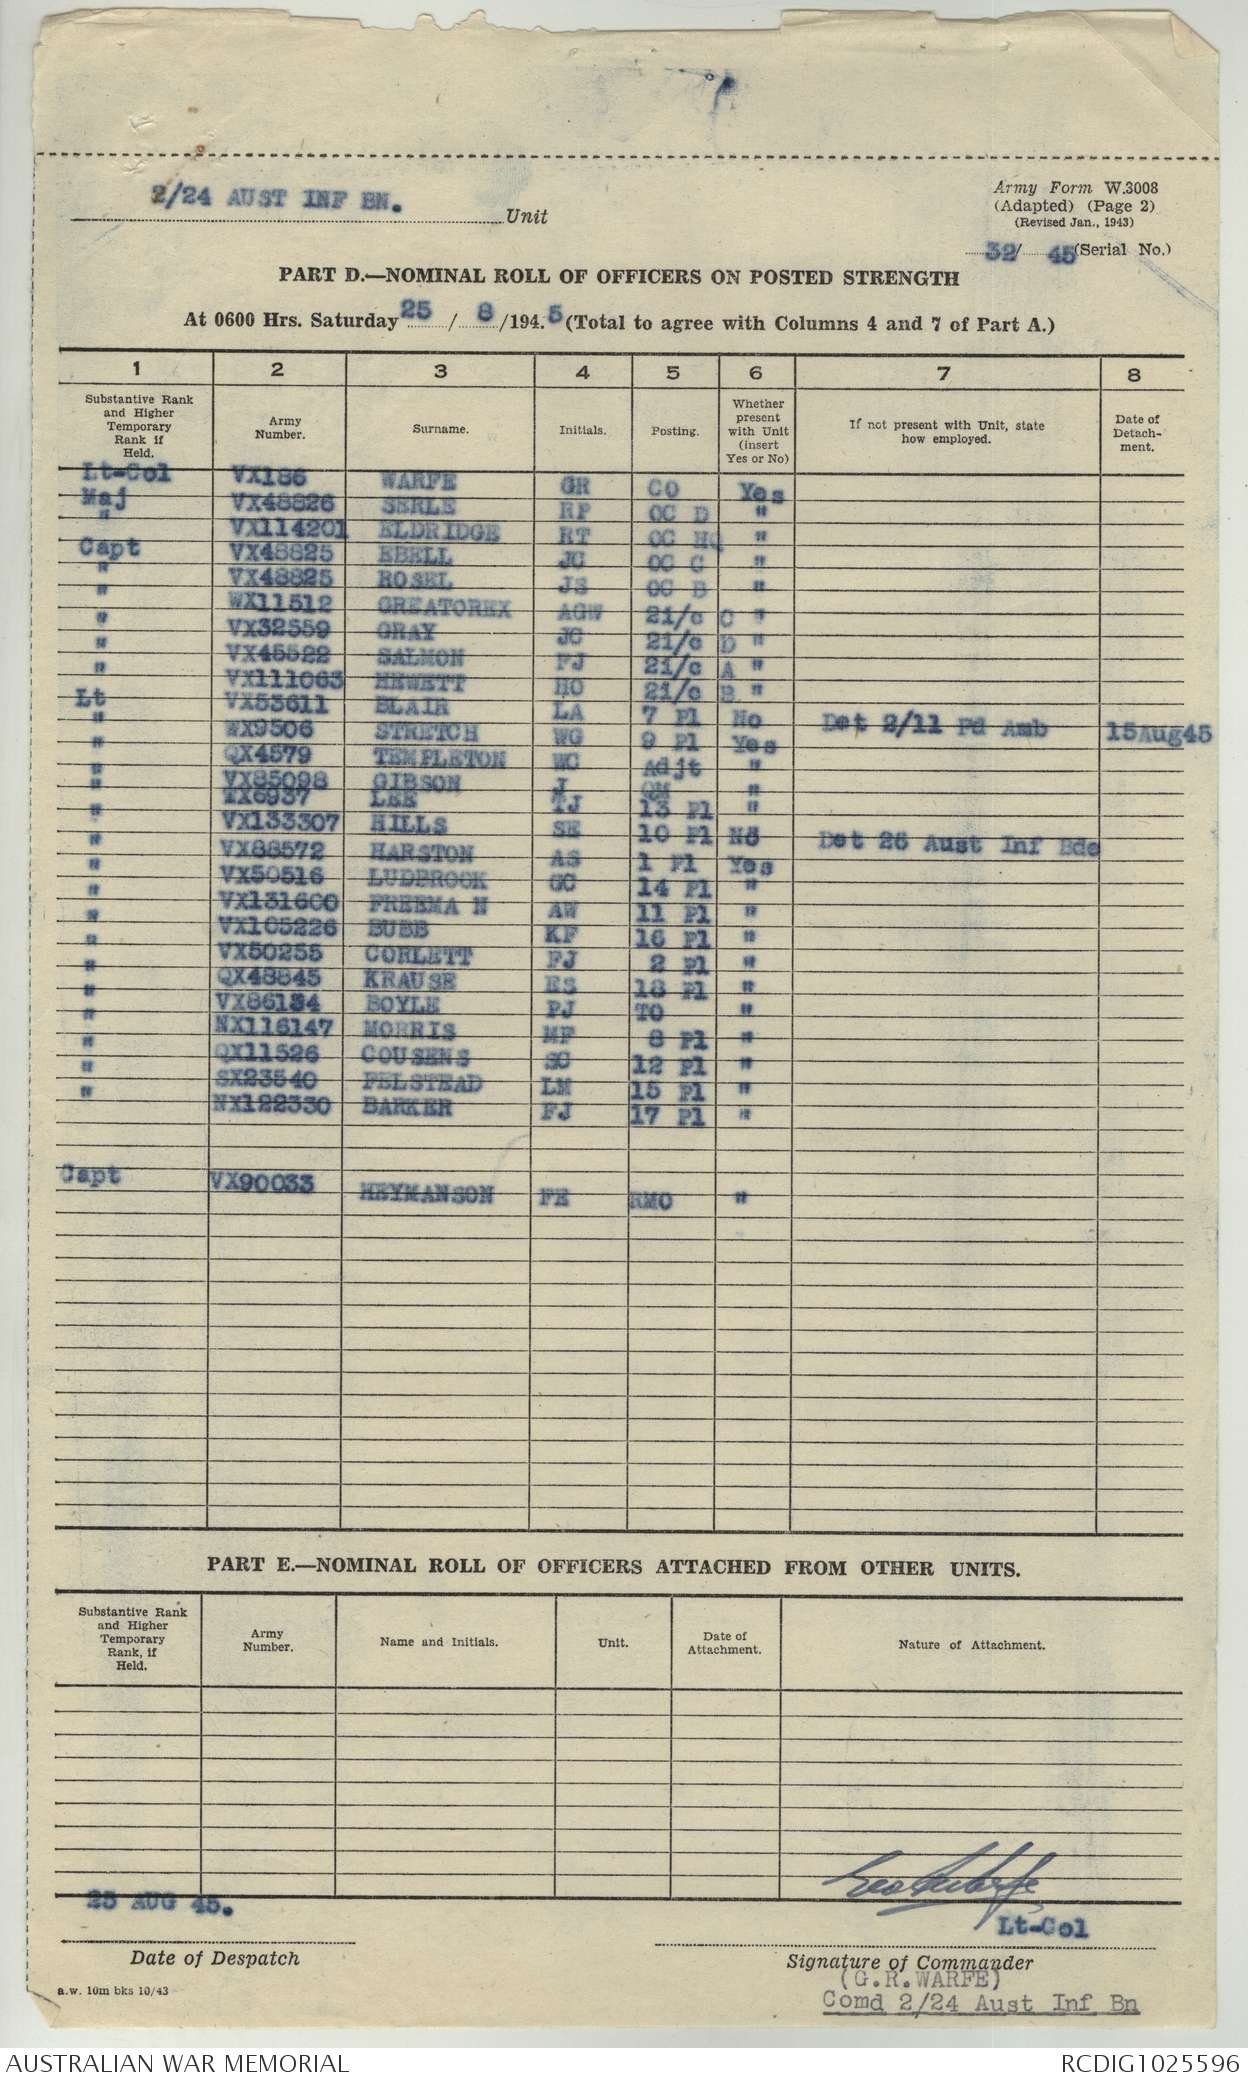 2/24 AUST INF BN. Unit
Army Form W.3008
(Adapted) (Page 2)
(Revised Jan., 1943)
32/ 45 (Serial No.)
PART D.—NOMINAL ROLL OF OFFICERS ON POSTED STRENGTH
At 0600 Hrs. Saturday 25 / 8 /194.5 (Total to agree with Columns 4 and 7 of Part A.)
1 2 3 4 5 6 7 8
Substantive Rank and Higher Temporary Rank if Held. Army Number. Surname. Initials. Posting. Whether present with Unit (insert Yes or No) If not present with Unit, state how employed. Date of Detach-ment.
Lt-Col VX186 WARFE GR CO Yes
Maj VX48826 SERLE RP OC D "
" VX114201 ELDRIDGE RT OC HQ "
Capt VX48825 EBELL JC OC C "
" VX48825 ROSEL JS OC B "
" WX11512 GREATOREX AGW 2i/c C "
" VX32559 GRAY JC 2i/c D "
" VX45522 SALMON FJ 2i/c A "
" VX111063 HEWETT HO 2i/c B "
Lt VX53611 BLAIR LA 7 Pl No Det 2/11 Fd Amb 15Aug45
" WX9506 STRETCH WG 9 Pl Yes
" QX4579 TEMPLETON WC Adjt "
" VX85098 GIBSON J QM "
" TX6937 LEE TJ 13 Pl "
" VX133307 HILLS SE 10 Pl No Det 26 Aust Inf Bde
" VX88572 HARSTON AS 1 Pl Yes
" VX50516 LUDBROOK GC 14 Pl "
" VX131600 FREEMA N AW 11 Pl "
" VX105226 BUBB KF 16 Pl "
" VX50255 CORLETT FJ 2 Pl "
" QX48845 KRAUSE ES 18 Pl "
" VX86134 BOYLE PJ TO "
" NX116147 MORRIS MF 8 Pl "
" QX11526 COUSENS SC 12 Pl "
" SX23540 FELSTEAD LM 15 Pl "
" NX122330 BARKER FJ 17 Pl "
Capt VX90033 HEYMANSON FE RMO "
PART E.—NOMINAL ROLL OF OFFICERS ATTACHED FROM OTHER UNITS.
Substantive Rank and Higher Temporary Rank, if Held. Army Number. Name and Initials. Unit. Date of Attachment. Nature of Attachment.
25 AUG 45.
Lt-Col
Date of Despatch
Signature of Commander
(G.R.WARFE)
Comd 2/24 Aust Inf Bn
a.w. 10m bks 10/43
AUSTRALIAN WAR MEMORIAL
RCDIG1025596